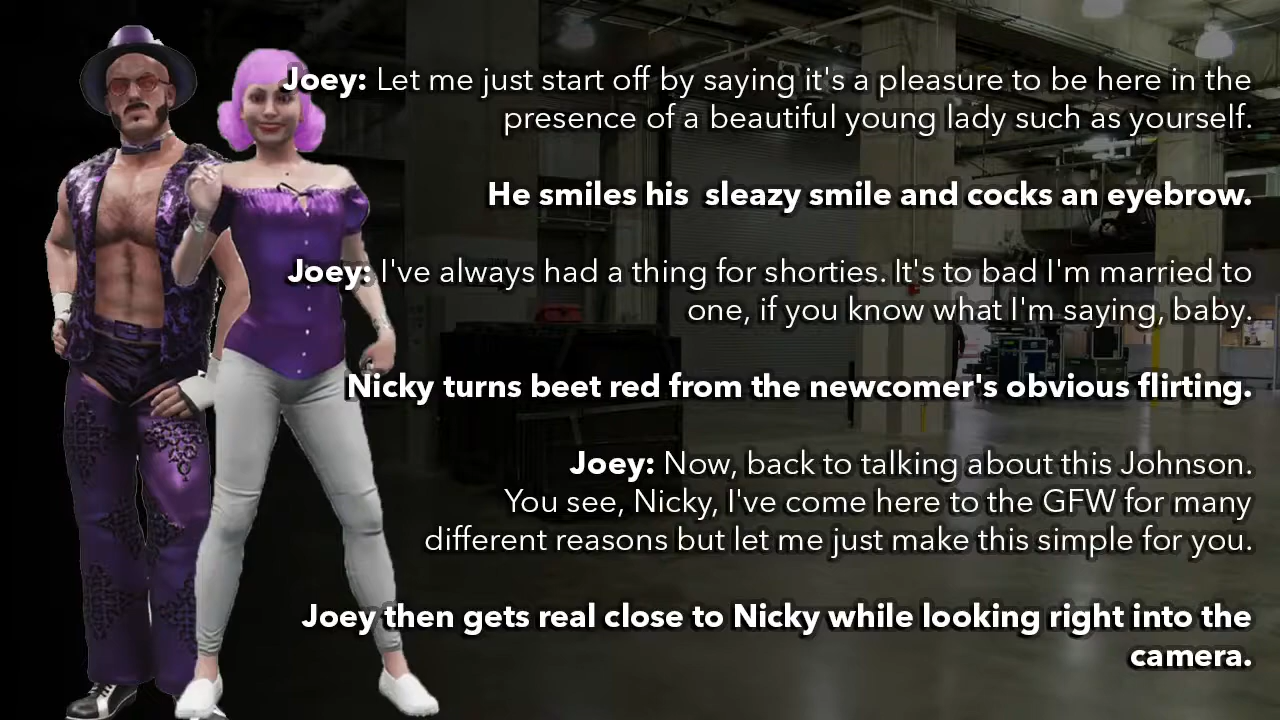 Joey: Let me just start off by saying it's a pleasure to be here in the
presence of a beautiful young lady such as yourself.
He smiles his  sleazy smile and cocks an eyebrow.
Joey: I've always had a thing for shorties. It's to bad I'm married to
one, if you know what I'm saying, baby.
Nicky turns beet red from the newcomer's obvious flirting.
Joey: Now, back to talking about this Johnson.
You see, Nicky, I've come here to the GFW for many
different reasons but let me just make this simple for you.
Joey then gets real close to Nicky while looking right into the
camera.